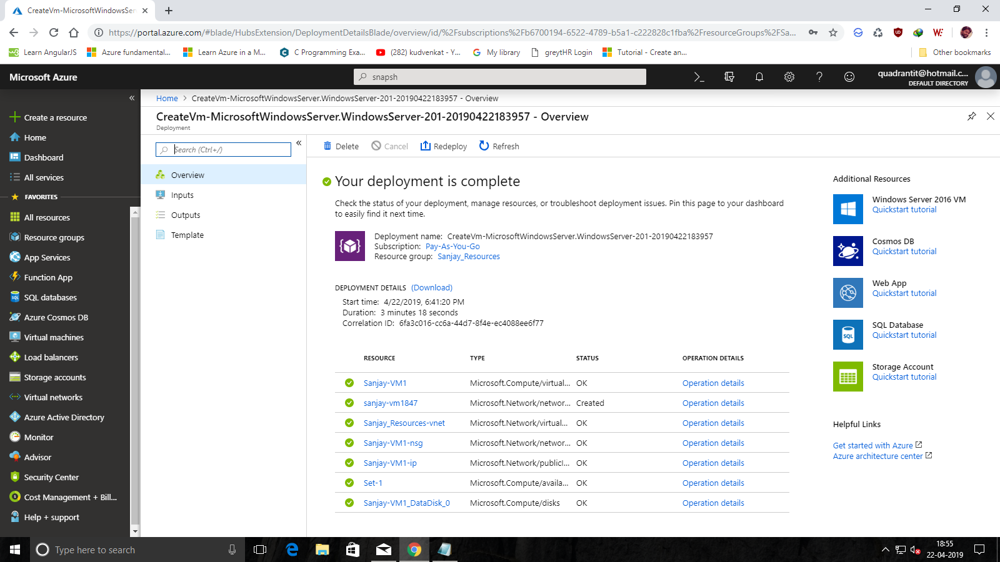 CreateVm-MicrosoftWindowsSer
https://portal.azure.com/#blade/HubsExtension/DeploymentDetailsBlade/overview/id/%2Fsubscriptions%2Fb6700194-6522-4789-b5a1-c222828c1fba%2FresourceGroups%2FSa...
Learn AngularJS
Azure fundamental...
Learn Azure in a M...
C Programming Exa...
(282) kudvenkat - Y...
My library
greytHR Login
Tutorial - Create an...
Other bookmarks
Microsoft Azure
snapsh
quadrantit@hotmail.c...
DEFAULT DIRECTORY
Create a resource
Home
Dashboard
All services
FAVORITES
All resources
Resource groups
App Services
Function App
SQL databases
Azure Cosmos DB
Virtual machines
Load balancers
Storage accounts
Virtual networks
Azure Active Directory
Monitor
Advisor
Security Center
Cost Management + Bill...
Help + support
Home > CreateVm-MicrosoftWindowsServer.WindowsServer-201-20190422183957 - Overview
CreateVm-MicrosoftWindowsServer.WindowsServer-201-20190422183957 - Overview
Deployment
Search (Ctrl+/)
Overview
Inputs
Outputs
Template
Delete
Cancel
Redeploy
Refresh
Your deployment is complete
Check the status of your deployment, manage resources, or troubleshoot deployment issues. Pin this page to your dashboard
to easily find it next time.
Deployment name: CreateVm-MicrosoftWindowsServer.WindowsServer-201-20190422183957
Subscription: Pay-As-You-Go
Resource group: Sanjay_Resources
DEPLOYMENT DETAILS (Download)
Start time: 4/22/2019, 6:41:20 PM
Duration: 3 minutes 18 seconds
Correlation ID: 6fa3c016-cc6a-44d7-8f4e-ec4088ee6f77
RESOURCE TYPE STATUS OPERATION DETAILS
Sanjay-VM1 Microsoft.Compute/virtual... OK Operation details
sanjay-vm1847 Microsoft.Network/networ... Created Operation details
Sanjay_Resources-vnet Microsoft.Network/virtual... OK Operation details
Sanjay-VM1-nsg Microsoft.Network/networ... OK Operation details
Sanjay-VM1-ip Microsoft.Network/publicI... OK Operation details
Set-1 Microsoft.Compute/availa... OK Operation details
Sanjay-VM1_DataDisk_0 Microsoft.Compute/disks OK Operation details
Additional Resources
Windows Server 2016 VM
Quickstart tutorial
Cosmos DB
Quickstart tutorial
Web App
Quickstart tutorial
SQL Database
Quickstart tutorial
Storage Account
Quickstart tutorial
Helpful Links
Get started with Azure
Azure architecture center
Type here to search
18:55
22-04-2019